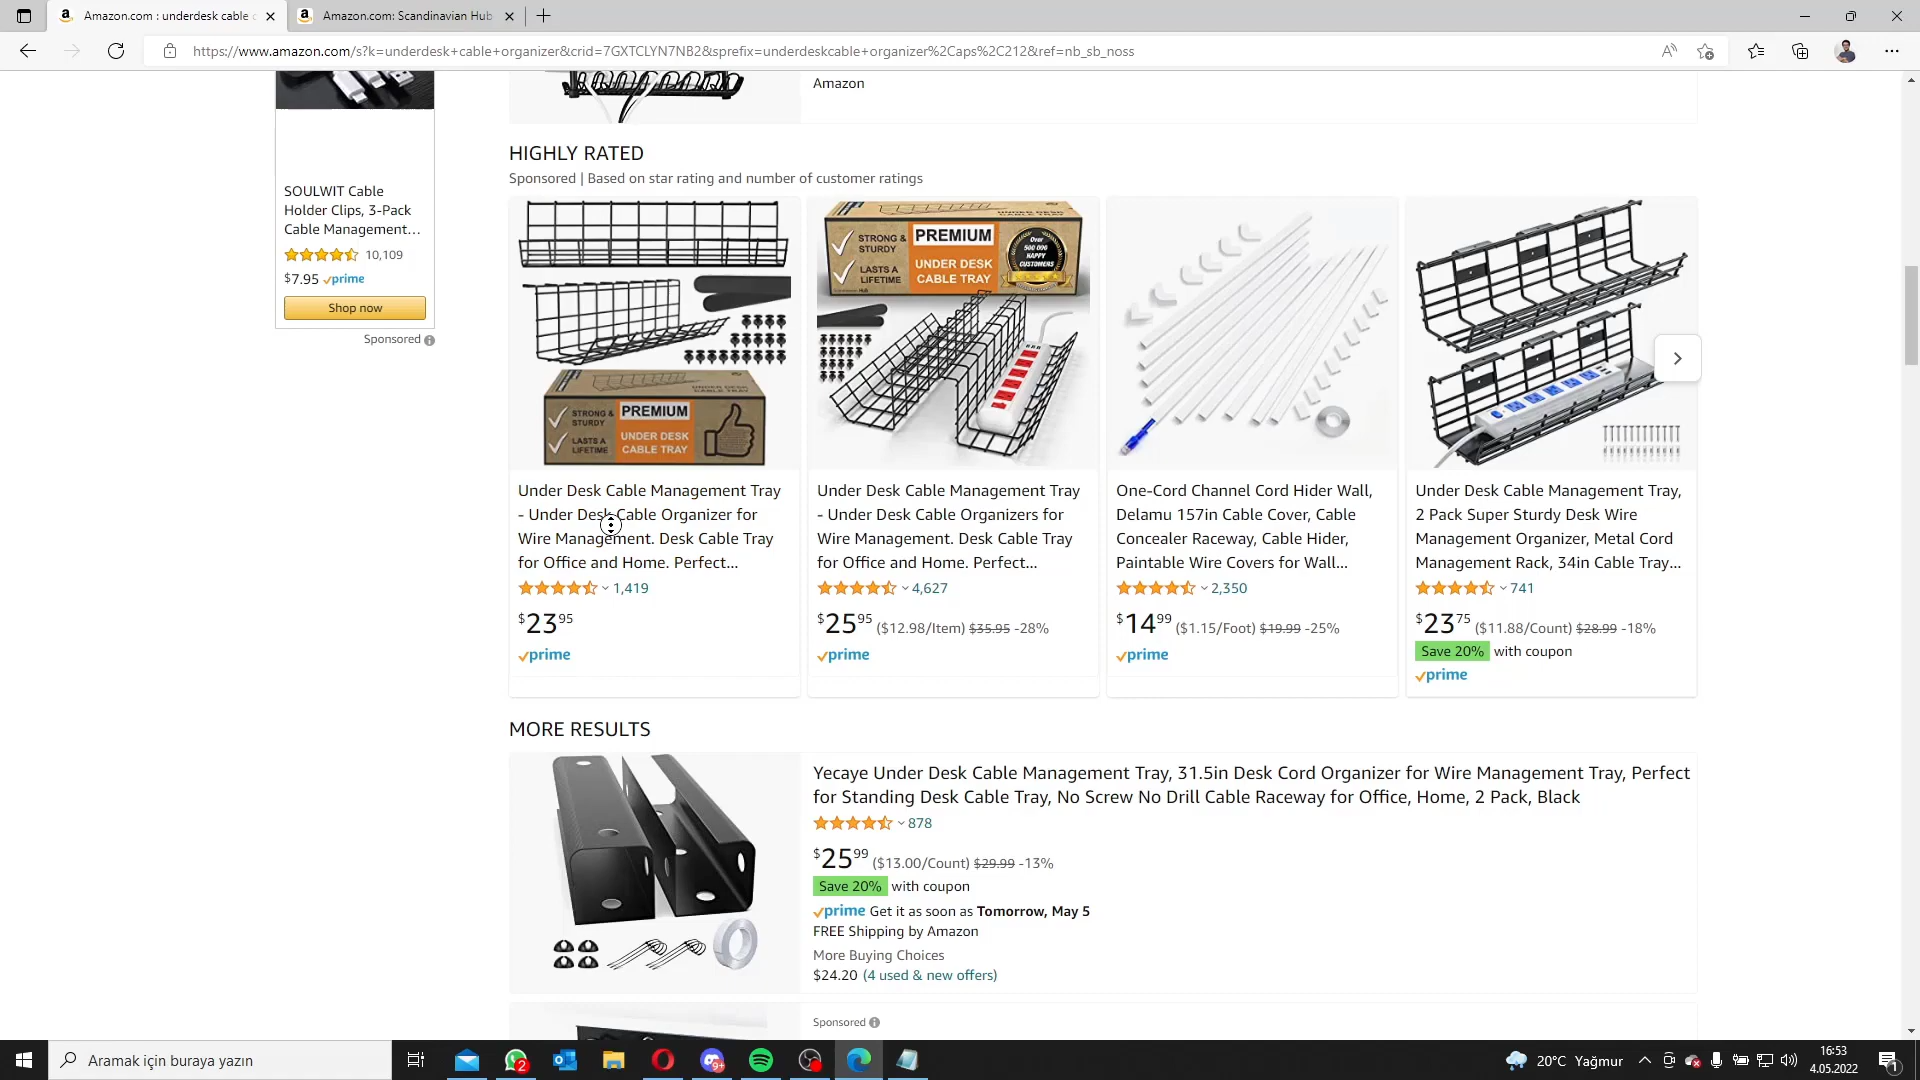 Amazon.com : underdesk cable c
Amazon.com: Scandinavian Hub
https://www.amazon.com/s?k=underdesk+cable+organizer&crid=7GXTCLYN7NB2&sprefix=underdeskcable+organizer%2Caps%2C212&ref=nb_sb_noss
Amazon
SOULWIT Cable
Holder Clips, 3-Pack
Cable Management…
10,109
$7.95 prime
Shop now
Sponsored
HIGHLY RATED
Sponsored | Based on star rating and number of customer ratings
STRONG &
STURDY
LASTS A
LIFETIME
PREMIUM
UNDER DESK
CABLE TRAY
Under Desk Cable Management Tray
- Under Desk Cable Organizer for
Wire Management. Desk Cable Tray
for Office and Home. Perfect…
1,419
$23.95
prime
STRONG &
STURDY
LASTS A
LIFETIME
PREMIUM
UNDER DESK
CABLE TRAY
Over
500 000
HAPPY
CUSTOMERS
Under Desk Cable Management Tray
- Under Desk Cable Organizers for
Wire Management. Desk Cable Tray
for Office and Home. Perfect…
4,627
$25.95 ($12.98/Item) $35.95 -28%
prime
One-Cord Channel Cord Hider Wall,
Delamu 157in Cable Cover, Cable
Concealer Raceway, Cable Hider,
Paintable Wire Covers for Wall…
2,350
$14.99 ($1.15/Foot) $19.99 -25%
prime
Under Desk Cable Management Tray,
2 Pack Super Sturdy Desk Wire
Management Organizer, Metal Cord
Management Rack, 34in Cable Tray…
741
$23.75 ($11.88/Count) $28.99 -18%
Save 20% with coupon
prime
MORE RESULTS
Yecaye Under Desk Cable Management Tray, 31.5in Desk Cord Organizer for Wire Management Tray, Perfect
for Standing Desk Cable Tray, No Screw No Drill Cable Raceway for Office, Home, 2 Pack, Black
878
$25.99 ($13.00/Count) $29.99 -13%
Save 20% with coupon
prime Get it as soon as Tomorrow, May 5
FREE Shipping by Amazon
More Buying Choices
$24.20 (4 used & new offers)
Sponsored
Aramak için buraya yazın
2
9+
20°C Yağmur
16:53
4.05.2022
1